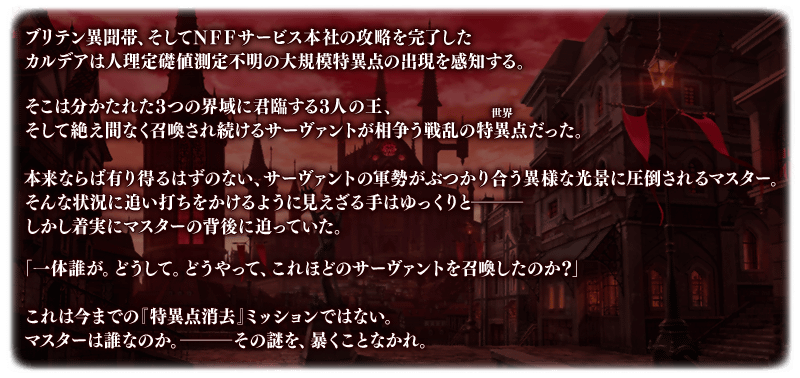 ブリテン異聞帯、そしてNFFサービス本社の攻略を完了した
カルデアは人理定礎値測定不明の大規模特異点の出現を感知する。
そこは分かたれた3つの界域に君臨する3人の王、
世界
そして絶え間なく召喚され続けるサーヴァントが相争う戦乱の特異点だった。
本来ならば有り得るはずのない、サーヴァントの軍勢がぶつかり合う異様な光景に圧倒されるマスター。
そんな状況に追い打ちをかけるように見えざる手はゆっくりと―――
しかし着実にマスターの背後に迫っていた。
「一体誰が。どうして。どうやって、これほどのサーヴァントを召喚したのか?」
これは今までの『特異点消去』ミッションではない。
マスターは誰なのか。―――その謎を、暴くことなかれ。